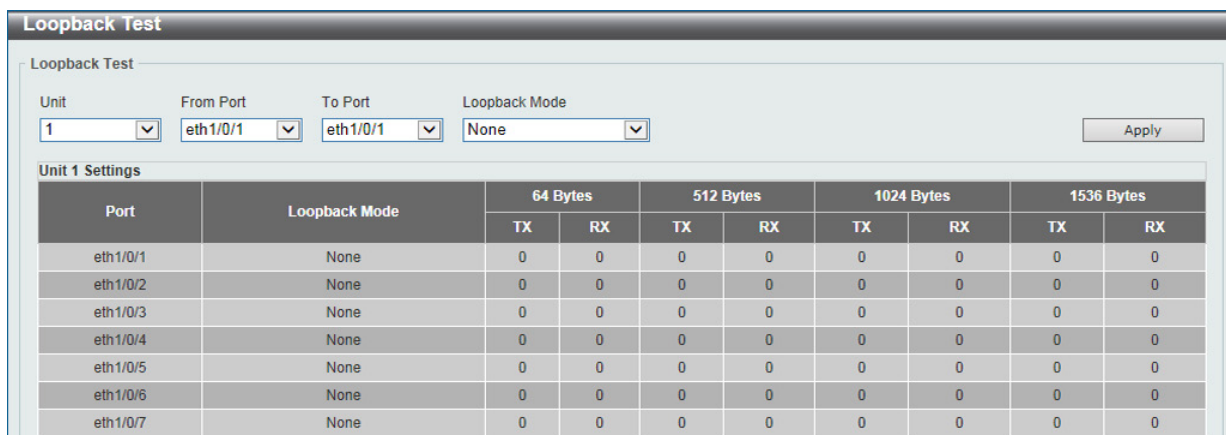 Loopback Test
Loopback Test
Unit From Port To Port Loopback Mode
1 eth1/0/1 eth1/0/1 None Apply
Unit 1 Settings
Port Loopback Mode 64 Bytes 512 Bytes 1024 Bytes 1536 Bytes
TX RX TX RX TX RX TX RX
eth1/0/1 None 0 0 0 0 0 0 0 0
eth1/0/2 None 0 0 0 0 0 0 0 0
eth1/0/3 None 0 0 0 0 0 0 0 0
eth1/0/4 None 0 0 0 0 0 0 0 0
eth1/0/5 None 0 0 0 0 0 0 0 0
eth1/0/6 None 0 0 0 0 0 0 0 0
eth1/0/7 None 0 0 0 0 0 0 0 0